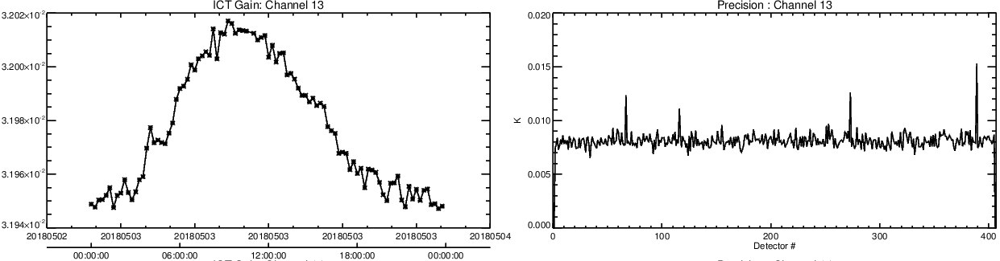 ICT Gain: Channel 13
3.202×10⁻²
3.200×10⁻²
3.198×10⁻²
3.196×10⁻²
3.194×10⁻²
20180502 20180503 20180503 20180503 20180503 20180503 20180504
00:00:00 06:00:00 12:00:00 18:00:00 00:00:00
Precision : Channel 13
0.020
0.015
K
0.010
0.005
0.000
0 100 200 300 400
Detector #